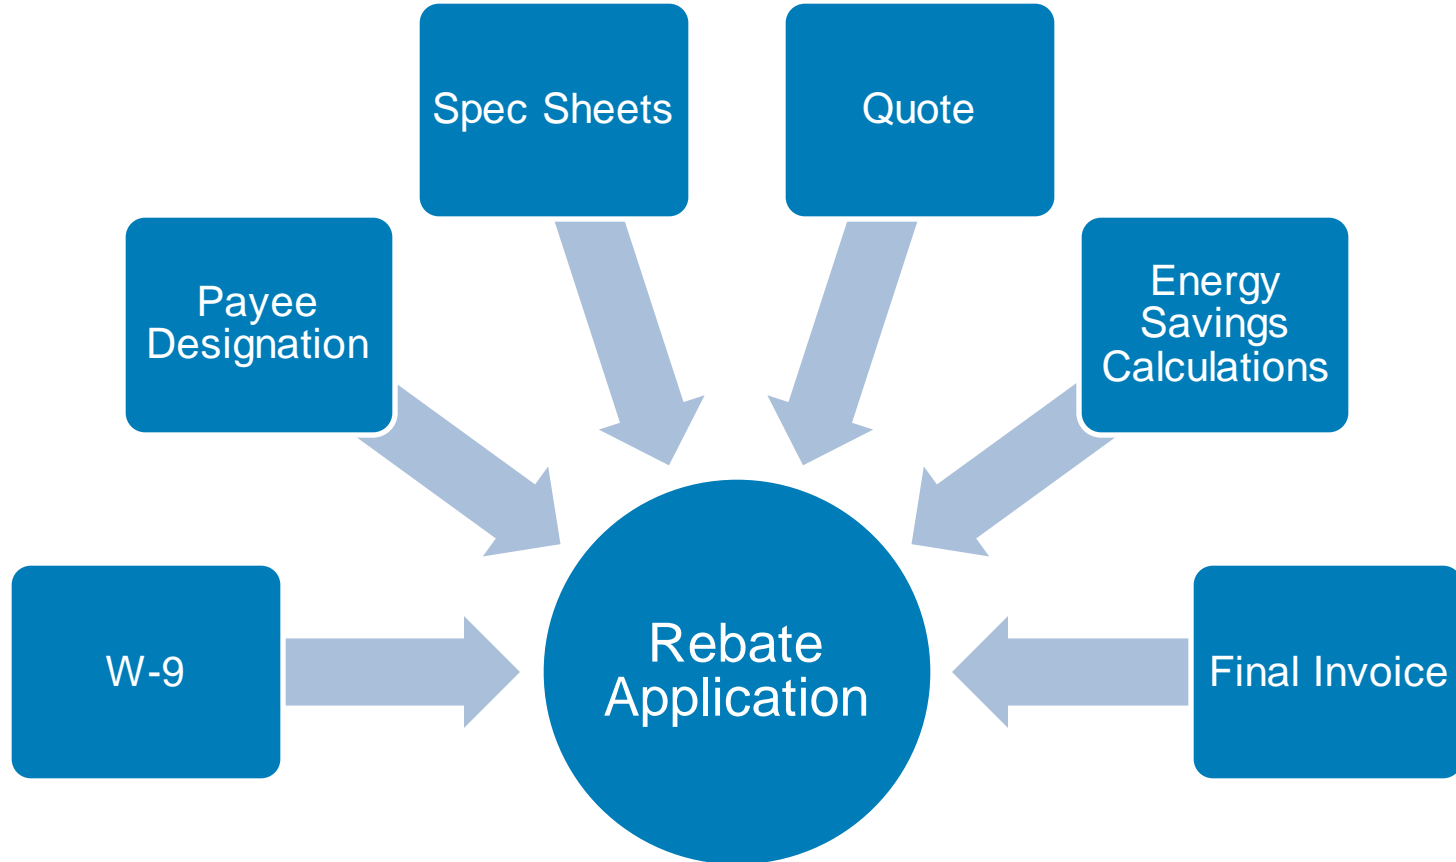 Spec Sheets
Quote
Payee
Designation
Energy
Savings
Calculations
W-9
Rebate
Application
Final Invoice